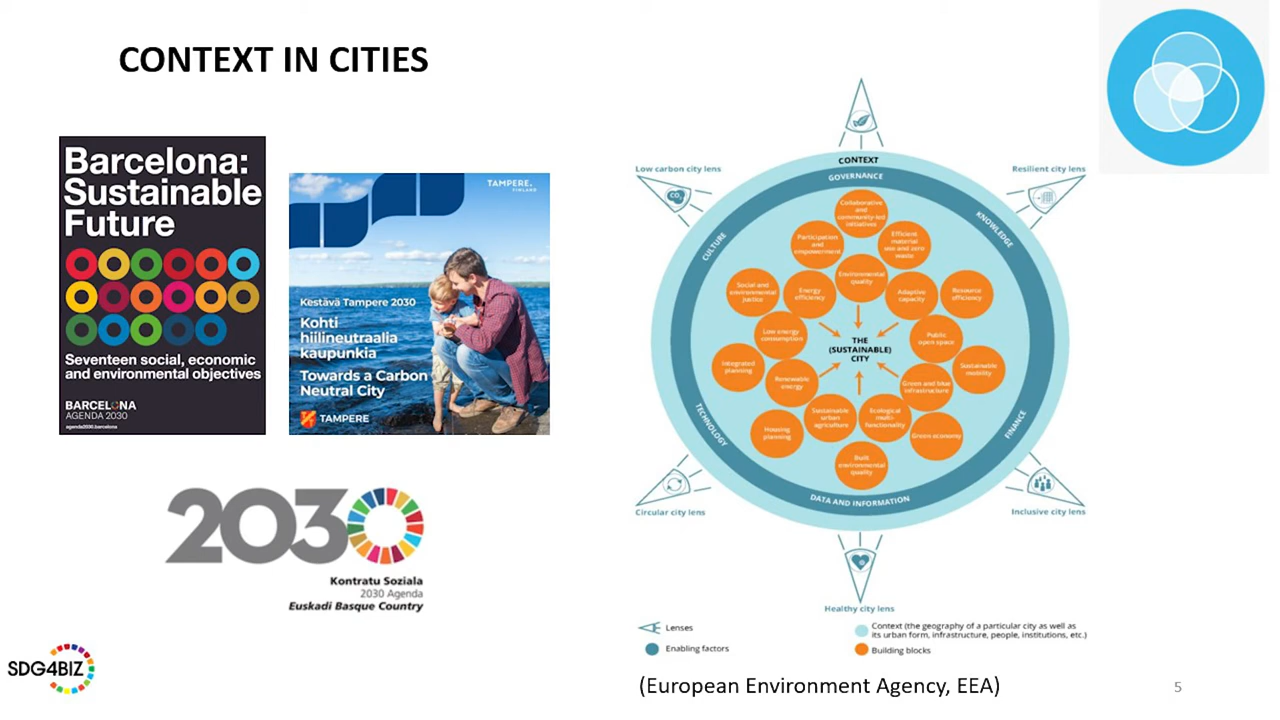 CONTEXT IN CITIES
Barcelona:
Sustainable
Future
Seventeen social, economic
and environmental objectives
BARCELONA
AGENDA 2030
agenda2030.barcelona
TAMPERE.
FINLAND
Kestävä Tampere 2030
Kohti
hiilineutraalia
kaupunkia
Towards a Carbon
Neutral City
TAMPERE
2030
Kontratu Soziala
2030 Agenda
Euskadi Basque Country
SDG4BIZ
CONTEXT
GOVERNANCE
Low carbon city lens
Resilient city lens
CO2
CULTURE
KNOWLEDGE
Collaborative
and
community-led
initiatives
Participation
and
empowerment
Efficient
material
use and zero
waste
Environmental
quality
Social and
environmental
justice
Energy
efficiency
Adaptive
capacity
Resource
efficiency
Low energy
consumption
Public
open space
THE
(SUSTAINABLE)
CITY
Integrated
planning
Sustainable
mobility
Renewable
energy
Green and blue
infrastructure
Sustainable
urban
agriculture
Ecological
multi-
functionality
Housing
planning
Green economy
Built
environmental
quality
TECHNOLOGY
FINANCE
DATA AND INFORMATION
Circular city lens
Inclusive city lens
Healthy city lens
Lenses
Enabling factors
Context (the geography of a particular city as well as
its urban form, infrastructure, people, institutions, etc.)
Building blocks
(European Environment Agency, EEA)
5